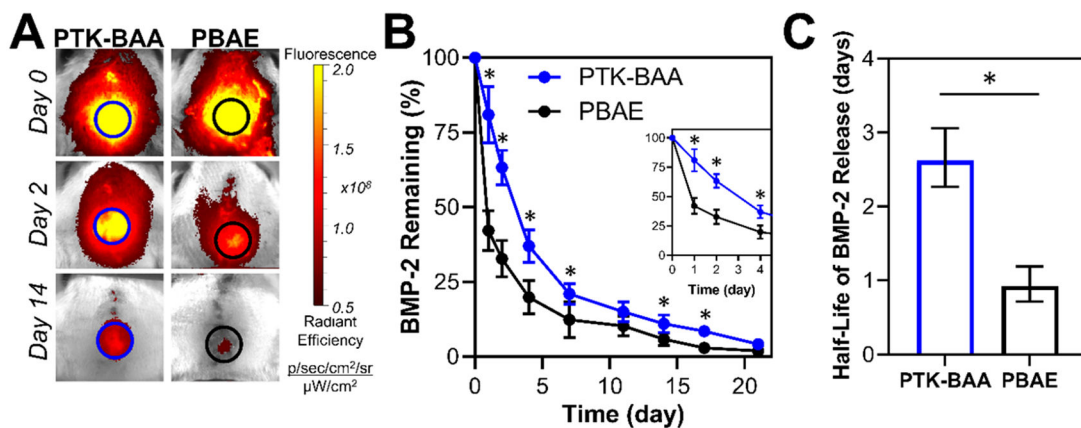 A
PTK-BAA PBAE
Day 0
Day 2
Day 14
Fluorescence
2.0
1.5
x10⁸
1.0
0.5
Radiant
Efficiency
p/sec/cm²/sr
µW/cm²
B
BMP-2 Remaining (%)
100
75
50
25
0
* * * * * *
PTK-BAA
PBAE
100
75
50
25
0
* * *
0 1 2 3 4
Time (day)
0 5 10 15 20
Time (day)
C
Half-Life of BMP-2 Release (days)
4
3
2
1
0
*
PTK-BAA PBAE